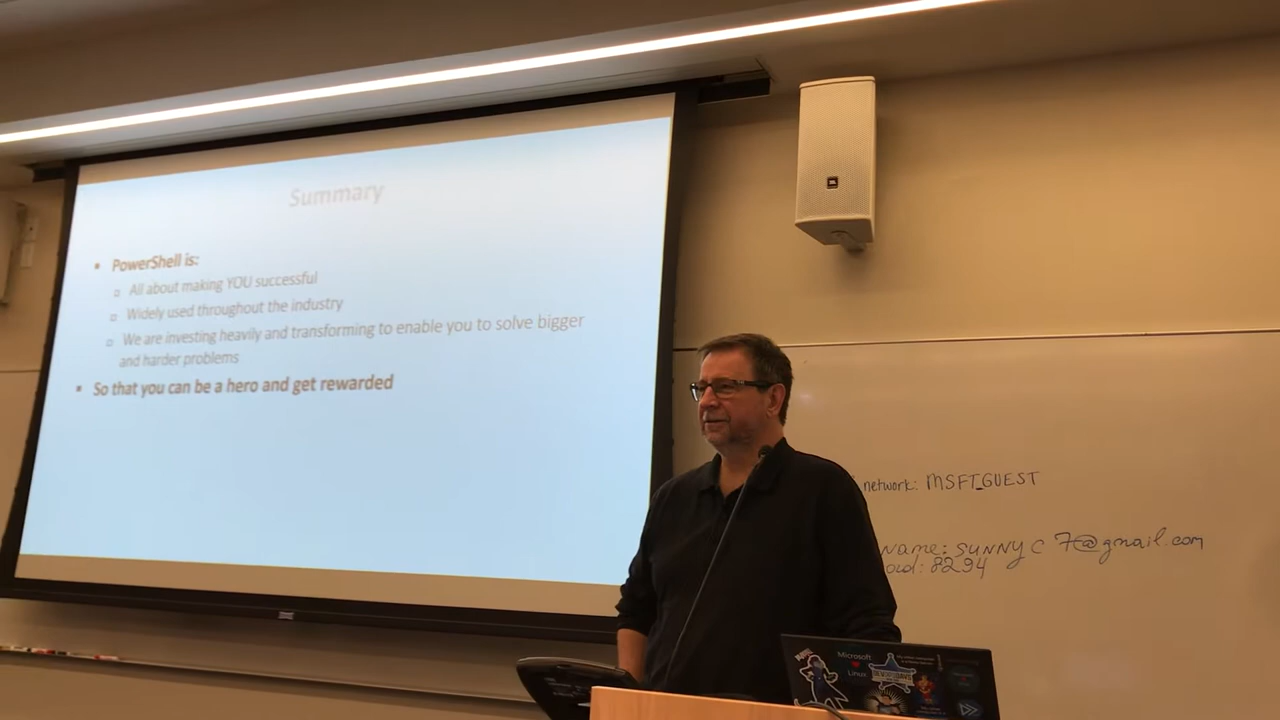 Summary
PowerShell is:
All about making YOU successful
Widely used throughout the industry
We are investing heavily and transforming to enable you to solve bigger
and harder problems
So that you can be a hero and get rewarded
JBL
network: MSFT_GUEST
name: SUNNYC7@gmail.com
8294
Microsoft
Linux